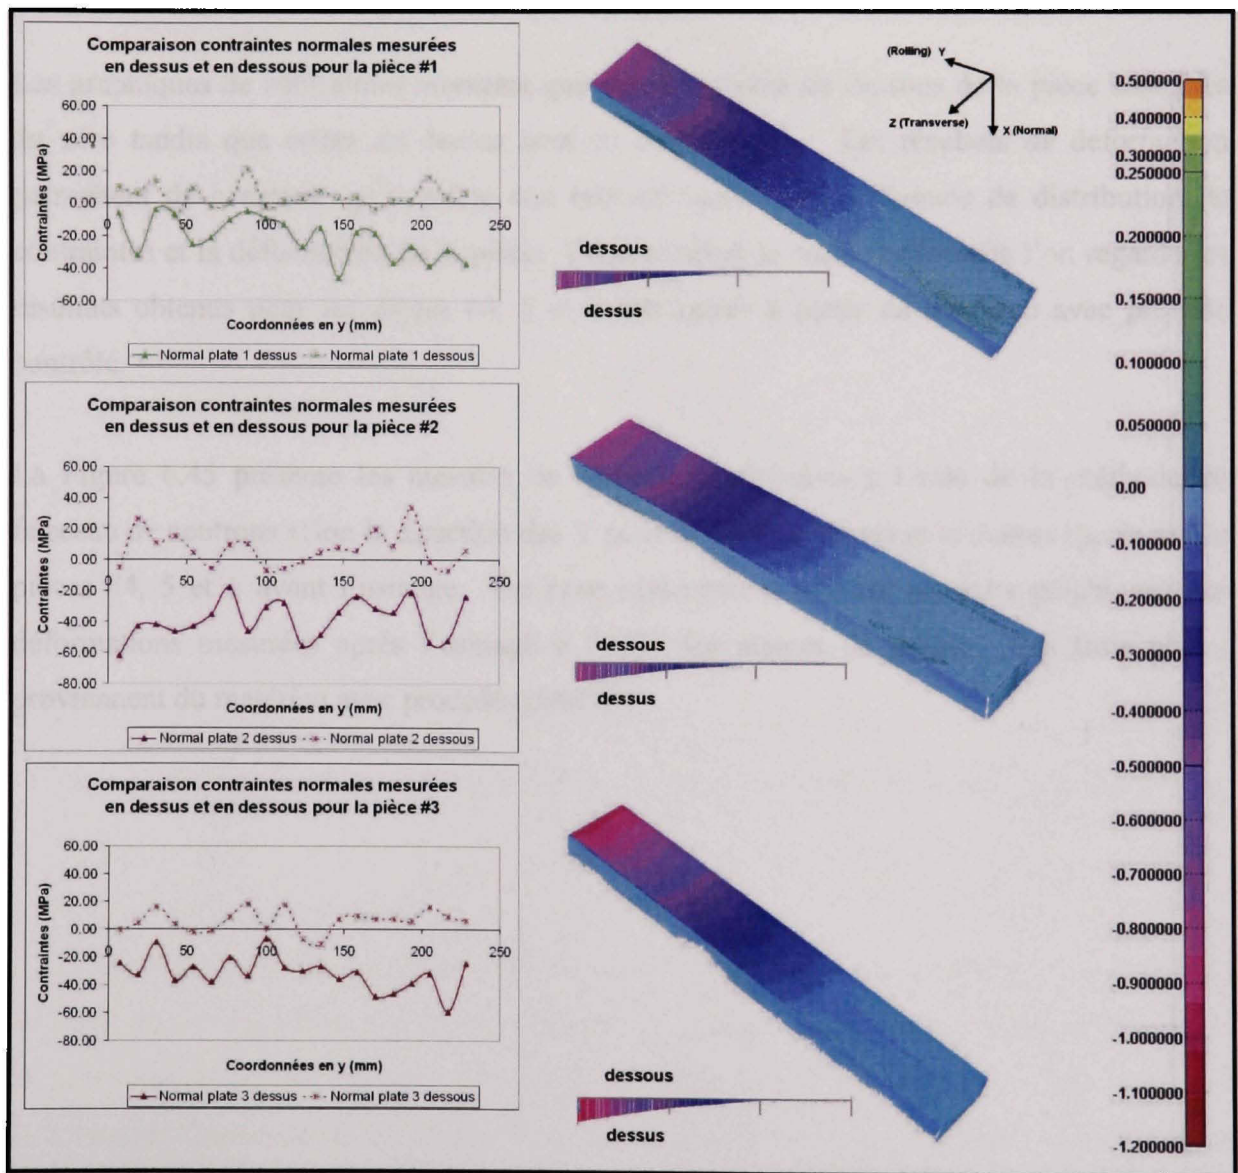 Comparaison contraintes normales mesurées
en dessus et en dessous pour la pièce #1
Contraintes (MPa)
60.00
40.00
20.00
0.00
-20.00
-40.00
-60.00
0 50 100 150 200 250
Coordonnées en y (mm)
Normal plate 1 dessus Normal plate 1 dessous
dessous
dessus
(Rolling) Y
Z (Transverse)
X (Normal)
Comparaison contraintes normales mesurées
en dessus et en dessous pour la pièce #2
Contraintes (MPa)
60.00
40.00
20.00
0.00
-20.00
-40.00
-60.00
-80.00
0 50 100 150 200 250
Coordonnées en y (mm)
Normal plate 2 dessus Normal plate 2 dessous
dessous
dessus
Comparaison contraintes normales mesurées
en dessus et en dessous pour la pièce #3
Contraintes (MPa)
60.00
40.00
20.00
0.00
-20.00
-40.00
-60.00
-80.00
0 50 100 150 200 250
Coordonnées en y (mm)
Normal plate 3 dessus Normal plate 3 dessous
dessous
dessus
0.500000
0.400000
0.300000
0.250000
0.200000
0.150000
0.100000
0.050000
0.00
-0.100000
-0.200000
-0.300000
-0.400000
-0.500000
-0.600000
-0.700000
-0.800000
-0.900000
-1.000000
-1.100000
-1.200000